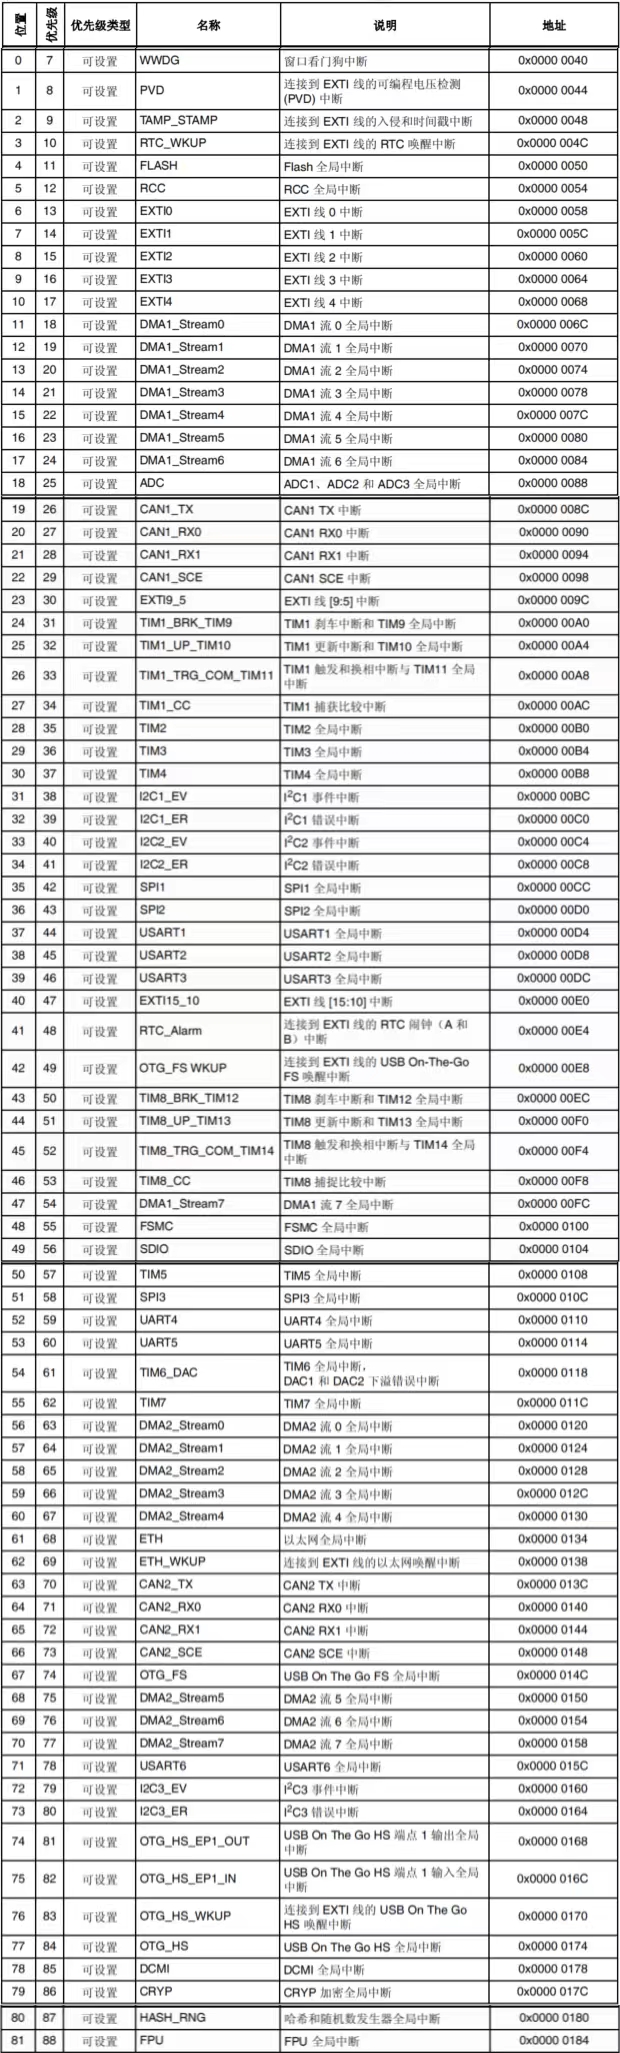 位置 优先级 优先级类型 名称 说明 地址
0 7 可设置 WWDG 窗口看门狗中断 0x0000 0040
1 8 可设置 PVD 连接到 EXTI 线的可编程电压检测
(PVD) 中断 0x0000 0044
2 9 可设置 TAMP_STAMP 连接到 EXTI 线的入侵和时间戳中断 0x0000 0048
3 10 可设置 RTC_WKUP 连接到 EXTI 线的 RTC 唤醒中断 0x0000 004C
4 11 可设置 FLASH Flash 全局中断 0x0000 0050
5 12 可设置 RCC RCC 全局中断 0x0000 0054
6 13 可设置 EXTI0 EXTI 线 0 中断 0x0000 0058
7 14 可设置 EXTI1 EXTI 线 1 中断 0x0000 005C
8 15 可设置 EXTI2 EXTI 线 2 中断 0x0000 0060
9 16 可设置 EXTI3 EXTI 线 3 中断 0x0000 0064
10 17 可设置 EXTI4 EXTI 线 4 中断 0x0000 0068
11 18 可设置 DMA1_Stream0 DMA1 流 0 全局中断 0x0000 006C
12 19 可设置 DMA1_Stream1 DMA1 流 1 全局中断 0x0000 0070
13 20 可设置 DMA1_Stream2 DMA1 流 2 全局中断 0x0000 0074
14 21 可设置 DMA1_Stream3 DMA1 流 3 全局中断 0x0000 0078
15 22 可设置 DMA1_Stream4 DMA1 流 4 全局中断 0x0000 007C
16 23 可设置 DMA1_Stream5 DMA1 流 5 全局中断 0x0000 0080
17 24 可设置 DMA1_Stream6 DMA1 流 6 全局中断 0x0000 0084
18 25 可设置 ADC ADC1、ADC2 和 ADC3 全局中断 0x0000 0088
19 26 可设置 CAN1_TX CAN1 TX 中断 0x0000 008C
20 27 可设置 CAN1_RX0 CAN1 RX0 中断 0x0000 0090
21 28 可设置 CAN1_RX1 CAN1 RX1 中断 0x0000 0094
22 29 可设置 CAN1_SCE CAN1 SCE 中断 0x0000 0098
23 30 可设置 EXTI9_5 EXTI 线 [9:5] 中断 0x0000 009C
24 31 可设置 TIM1_BRK_TIM9 TIM1 刹车中断和 TIM9 全局中断 0x0000 00A0
25 32 可设置 TIM1_UP_TIM10 TIM1 更新中断和 TIM10 全局中断 0x0000 00A4
26 33 可设置 TIM1_TRG_COM_TIM11 TIM1 触发和换相中断与 TIM11 全局
中断 0x0000 00A8
27 34 可设置 TIM1_CC TIM1 捕获比较中断 0x0000 00AC
28 35 可设置 TIM2 TIM2 全局中断 0x0000 00B0
29 36 可设置 TIM3 TIM3 全局中断 0x0000 00B4
30 37 可设置 TIM4 TIM4 全局中断 0x0000 00B8
31 38 可设置 I2C1_EV I²C1 事件中断 0x0000 00BC
32 39 可设置 I2C1_ER I²C1 错误中断 0x0000 00C0
33 40 可设置 I2C2_EV I²C2 事件中断 0x0000 00C4
34 41 可设置 I2C2_ER I²C2 错误中断 0x0000 00C8
35 42 可设置 SPI1 SPI1 全局中断 0x0000 00CC
36 43 可设置 SPI2 SPI2 全局中断 0x0000 00D0
37 44 可设置 USART1 USART1 全局中断 0x0000 00D4
38 45 可设置 USART2 USART2 全局中断 0x0000 00D8
39 46 可设置 USART3 USART3 全局中断 0x0000 00DC
40 47 可设置 EXTI15_10 EXTI 线 [15:10] 中断 0x0000 00E0
41 48 可设置 RTC_Alarm 连接到 EXTI 线的 RTC 闹钟（A 和
B）中断 0x0000 00E4
42 49 可设置 OTG_FS WKUP 连接到 EXTI 线的 USB On-The-Go
FS 唤醒中断 0x0000 00E8
43 50 可设置 TIM8_BRK_TIM12 TIM8 刹车中断和 TIM12 全局中断 0x0000 00EC
44 51 可设置 TIM8_UP_TIM13 TIM8 更新中断和 TIM13 全局中断 0x0000 00F0
45 52 可设置 TIM8_TRG_COM_TIM14 TIM8 触发和换相中断与 TIM14 全局
中断 0x0000 00F4
46 53 可设置 TIM8_CC TIM8 捕捉比较中断 0x0000 00F8
47 54 可设置 DMA1_Stream7 DMA1 流 7 全局中断 0x0000 00FC
48 55 可设置 FSMC FSMC 全局中断 0x0000 0100
49 56 可设置 SDIO SDIO 全局中断 0x0000 0104
50 57 可设置 TIM5 TIM5 全局中断 0x0000 0108
51 58 可设置 SPI3 SPI3 全局中断 0x0000 010C
52 59 可设置 UART4 UART4 全局中断 0x0000 0110
53 60 可设置 UART5 UART5 全局中断 0x0000 0114
54 61 可设置 TIM6_DAC TIM6 全局中断，
DAC1 和 DAC2 下溢错误中断 0x0000 0118
55 62 可设置 TIM7 TIM7 全局中断 0x0000 011C
56 63 可设置 DMA2_Stream0 DMA2 流 0 全局中断 0x0000 0120
57 64 可设置 DMA2_Stream1 DMA2 流 1 全局中断 0x0000 0124
58 65 可设置 DMA2_Stream2 DMA2 流 2 全局中断 0x0000 0128
59 66 可设置 DMA2_Stream3 DMA2 流 3 全局中断 0x0000 012C
60 67 可设置 DMA2_Stream4 DMA2 流 4 全局中断 0x0000 0130
61 68 可设置 ETH 以太网全局中断 0x0000 0134
62 69 可设置 ETH_WKUP 连接到 EXTI 线的以太网唤醒中断 0x0000 0138
63 70 可设置 CAN2_TX CAN2 TX 中断 0x0000 013C
64 71 可设置 CAN2_RX0 CAN2 RX0 中断 0x0000 0140
65 72 可设置 CAN2_RX1 CAN2 RX1 中断 0x0000 0144
66 73 可设置 CAN2_SCE CAN2 SCE 中断 0x0000 0148
67 74 可设置 OTG_FS USB On The Go FS 全局中断 0x0000 014C
68 75 可设置 DMA2_Stream5 DMA2 流 5 全局中断 0x0000 0150
69 76 可设置 DMA2_Stream6 DMA2 流 6 全局中断 0x0000 0154
70 77 可设置 DMA2_Stream7 DMA2 流 7 全局中断 0x0000 0158
71 78 可设置 USART6 USART6 全局中断 0x0000 015C
72 79 可设置 I2C3_EV I²C3 事件中断 0x0000 0160
73 80 可设置 I2C3_ER I²C3 错误中断 0x0000 0164
74 81 可设置 OTG_HS_EP1_OUT USB On The Go HS 端点 1 输出全局
中断 0x0000 0168
75 82 可设置 OTG_HS_EP1_IN USB On The Go HS 端点 1 输入全局
中断 0x0000 016C
76 83 可设置 OTG_HS_WKUP 连接到 EXTI 线的 USB On The Go
HS 唤醒中断 0x0000 0170
77 84 可设置 OTG_HS USB On The Go HS 全局中断 0x0000 0174
78 85 可设置 DCMI DCMI 全局中断 0x0000 0178
79 86 可设置 CRYP CRYP 加密全局中断 0x0000 017C
80 87 可设置 HASH_RNG 哈希和随机数发生器全局中断 0x0000 0180
81 88 可设置 FPU FPU 全局中断 0x0000 0184